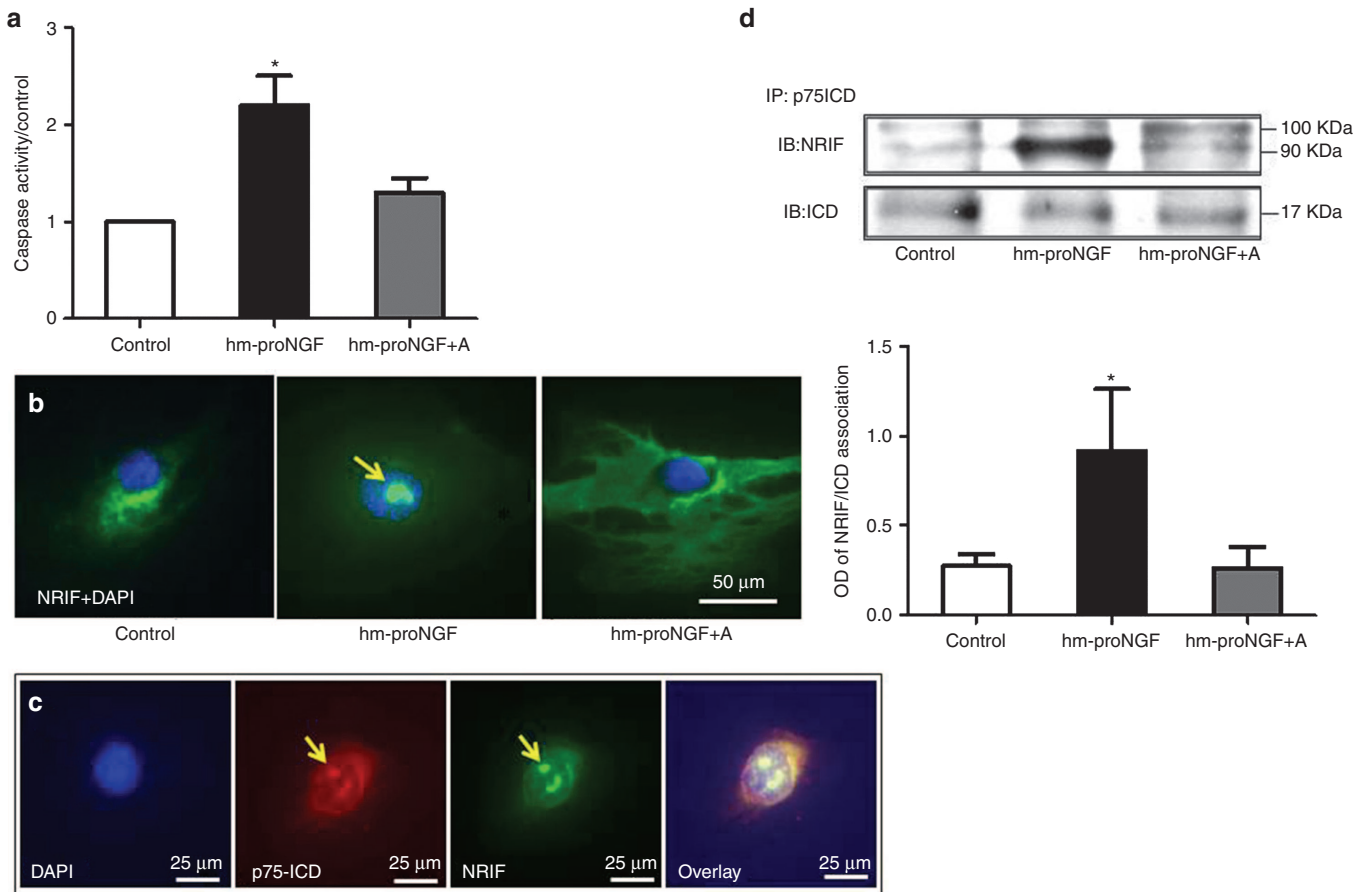 a
Caspase activity/control
3
2
1
0
*
Control hm-proNGF hm-proNGF+A
b
NRIF+DAPI
50 µm
Control hm-proNGF hm-proNGF+A
c
DAPI 25 µm
p75-ICD 25 µm
NRIF 25 µm
Overlay 25 µm
d
IP: p75ICD
IB:NRIF
100 KDa
90 KDa
IB:ICD
17 KDa
Control hm-proNGF hm-proNGF+A
OD of NRIF/ICD association
1.5
1.0
0.5
0.0
*
Control hm-proNGF hm-proNGF+A